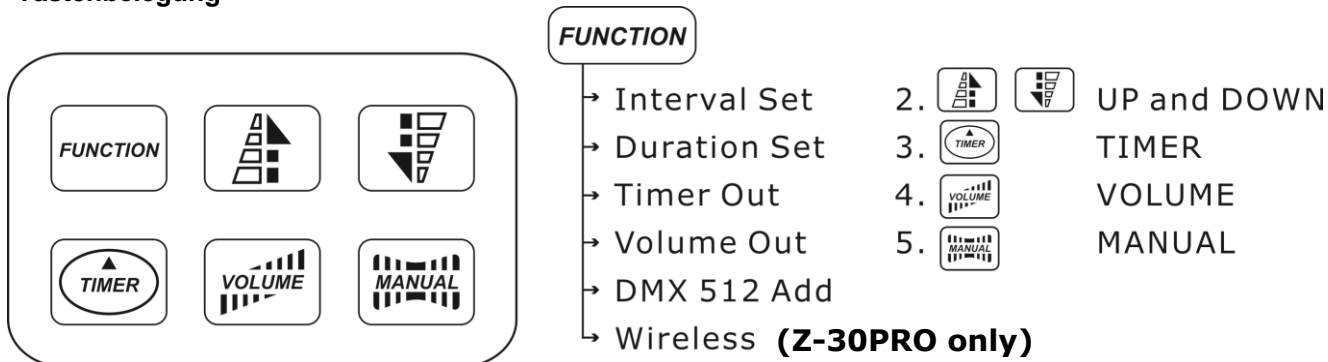 Tastenbelegung
FUNCTION
TIMER VOLUME MANUAL
FUNCTION
→ Interval Set
→ Duration Set
→ Timer Out
→ Volume Out
→ DMX 512 Add
→ Wireless (Z-30PRO only)
2. UP and DOWN
3. TIMER TIMER
4. VOLUME VOLUME
5. MANUAL MANUAL